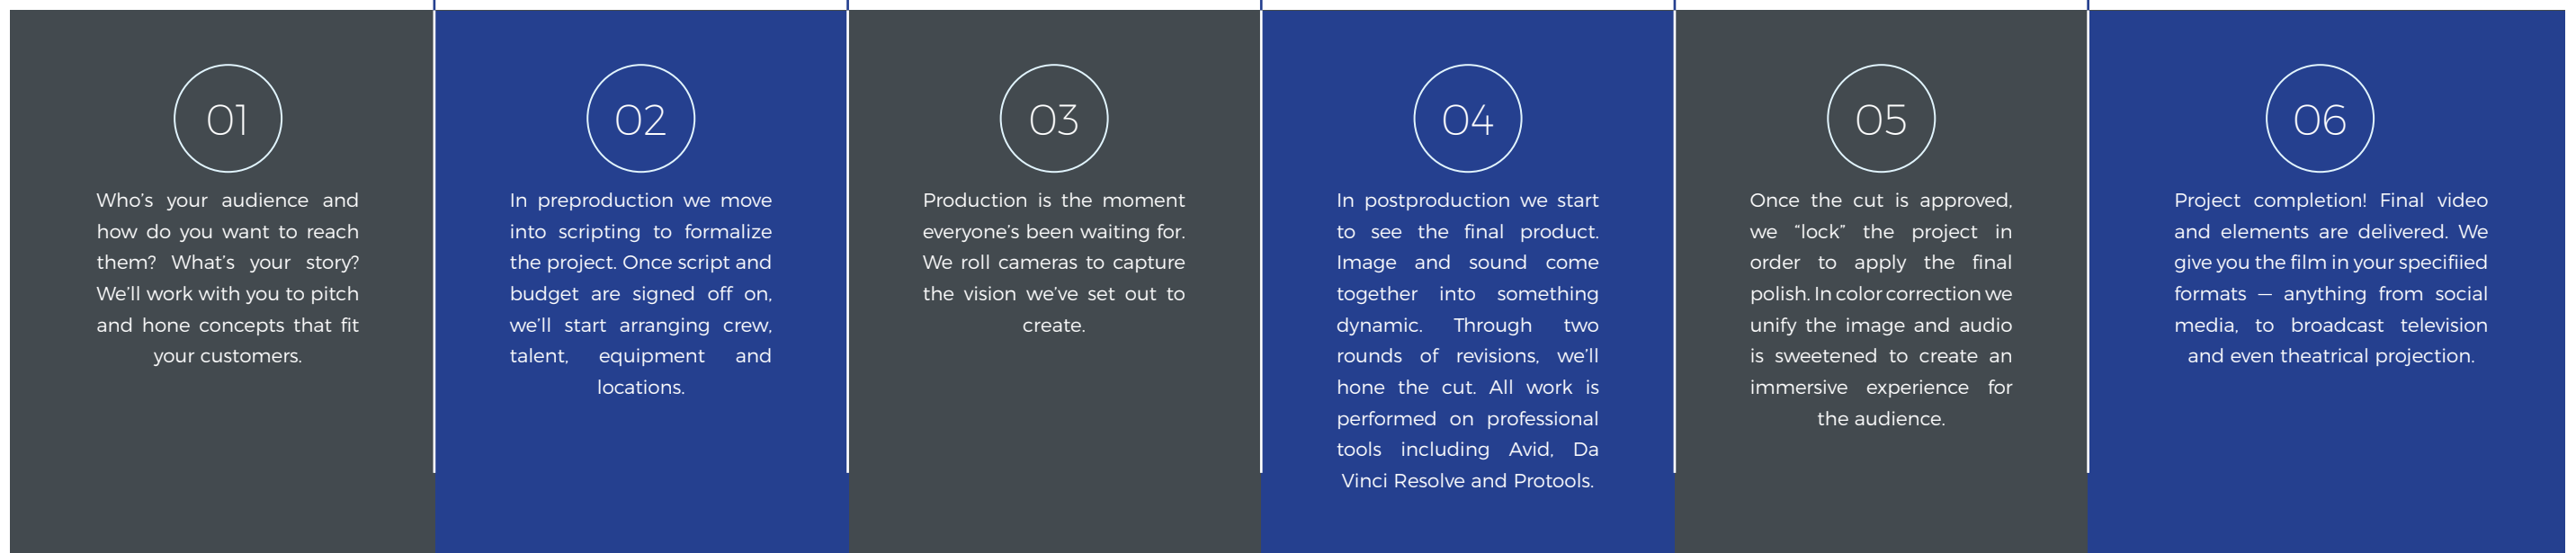 01
Who's your audience and
how do you want to reach
them? What's your story?
We'll work with you to pitch
and hone concepts that fit
your customers.
02
In preproduction we move
into scripting to formalize
the project. Once script and
budget are signed off on,
we'll start arranging crew,
talent, equipment and
locations.
03
Production is the moment
everyone's been waiting for.
We roll cameras to capture
the vision we've set out to
create.
04
In postproduction we start
to see the final product.
Image and sound come
together into something
dynamic. Through two
rounds of revisions, we'll
hone the cut. All work is
performed on professional
tools including Avid, Da
Vinci Resolve and Protools.
05
Once the cut is approved,
we “lock” the project in
order to apply the final
polish. In color correction we
unify the image and audio
is sweetened to create an
immersive experience for
the audience.
06
Project completion! Final video
and elements are delivered. We
give you the film in your specifiied
formats — anything from social
media, to broadcast television
and even theatrical projection.